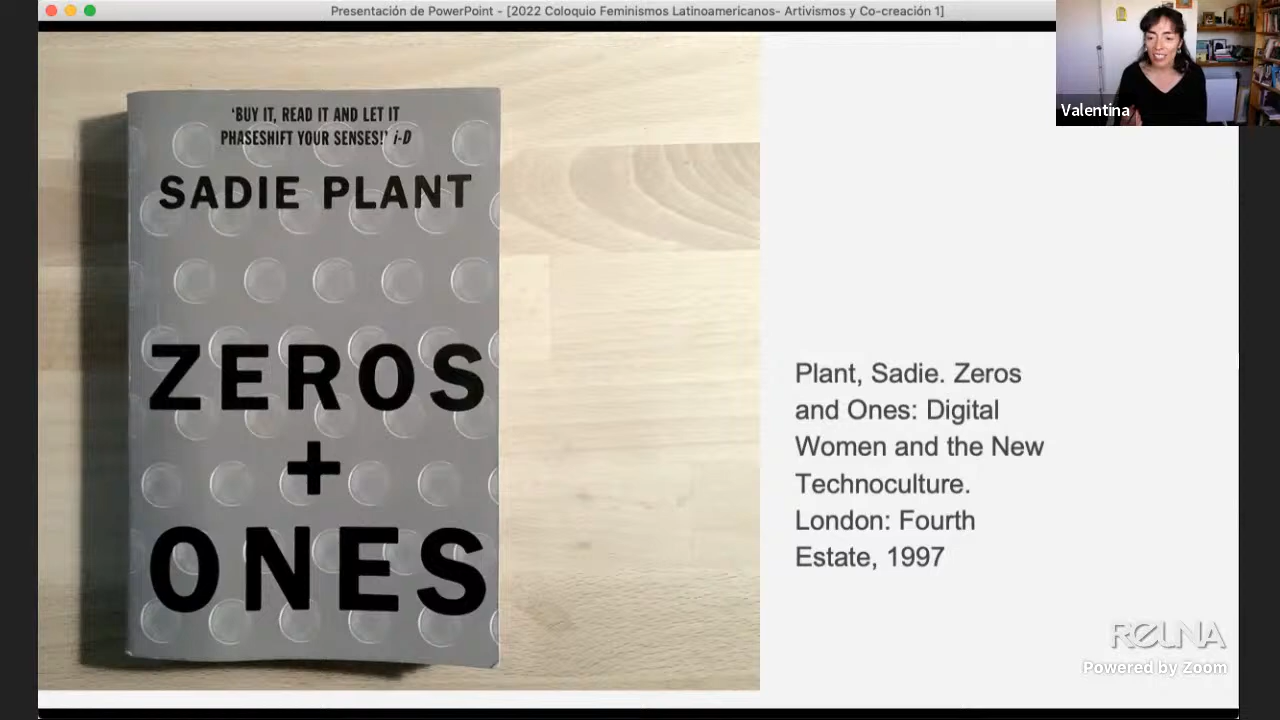 Presentación de PowerPoint - [2022 Coloquio Feminismos Latinoamericanos- Artivismos y Co-creación 1]
Valentina
‘BUY IT, READ IT AND LET IT
PHASESHIFT YOUR SENSES!’ i-D
SADIE PLANT
ZEROS
+
ONES
Plant, Sadie. Zeros
and Ones: Digital
Women and the New
Technoculture.
London: Fourth
Estate, 1997
REUNA
Powered by Zoom